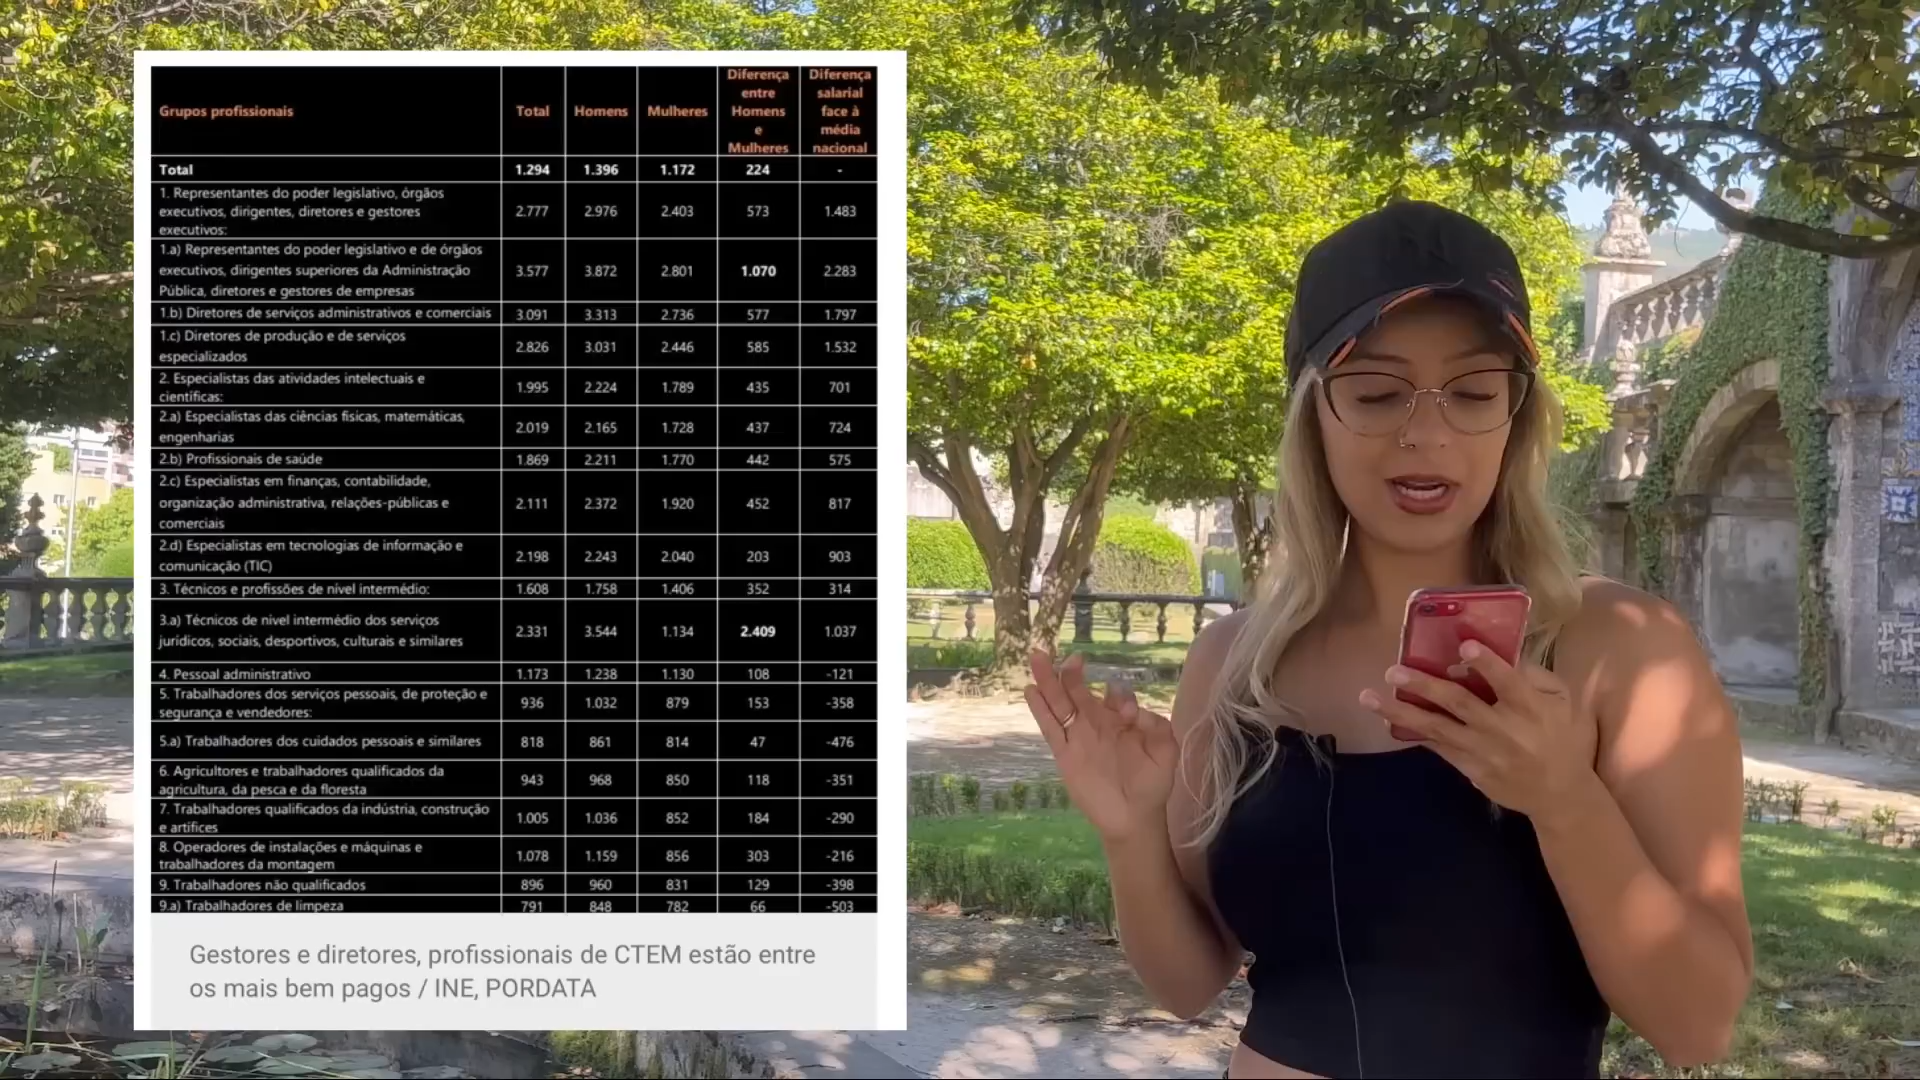 Grupos profissionais Total Homens Mulheres Diferença entre Homens e Mulheres Diferença salarial face à média nacional
Total 1.294 1.396 1.172 224 -
1. Representantes do poder legislativo, órgãos
executivos, dirigentes, diretores e gestores 2.777 2.976 2.403 573 1.483
executivos:
1.a) Representantes do poder legislativo e de órgãos
executivos, dirigentes superiores da Administração 3.577 3.872 2.801 1.070 2.283
Pública, diretores e gestores de empresas
1.b) Diretores de serviços administrativos e comerciais 3.091 3.313 2.736 577 1.797
1.c) Diretores de produção e de serviços
especializados 2.826 3.031 2.446 585 1.532
2. Especialistas das atividades intelectuais e
científicas: 1.995 2.224 1.789 435 701
2.a) Especialistas das ciências físicas, matemáticas,
engenharias 2.019 2.165 1.728 437 724
2.b) Profissionais de saúde 1.869 2.211 1.770 442 575
2.c) Especialistas em finanças, contabilidade,
organização administrativa, relações-públicas e 2.111 2.372 1.920 452 817
comerciais
2.d) Especialistas em tecnologias de informação e
comunicação (TIC) 2.198 2.243 2.040 203 903
3. Técnicos e profissões de nível intermédio: 1.608 1.758 1.406 352 314
3.a) Técnicos de nível intermédio dos serviços
jurídicos, sociais, desportivos, culturais e similares 2.331 3.544 1.134 2.409 1.037
4. Pessoal administrativo 1.173 1.238 1.130 108 -121
5. Trabalhadores dos serviços pessoais, de proteção e
segurança e vendedores: 936 1.032 879 153 -358
5.a) Trabalhadores dos cuidados pessoais e similares 818 861 814 47 -476
6. Agricultores e trabalhadores qualificados da
agricultura, da pesca e da floresta 943 968 850 118 -351
7. Trabalhadores qualificados da indústria, construção
e artífices 1.005 1.036 852 184 -290
8. Operadores de instalações e máquinas e
trabalhadores da montagem 1.078 1.159 856 303 -216
9. Trabalhadores não qualificados 896 960 831 129 -398
9.a) Trabalhadores de limpeza 791 848 782 66 -503
Gestores e diretores, profissionais de CTEM estão entre
os mais bem pagos / INE, PORDATA